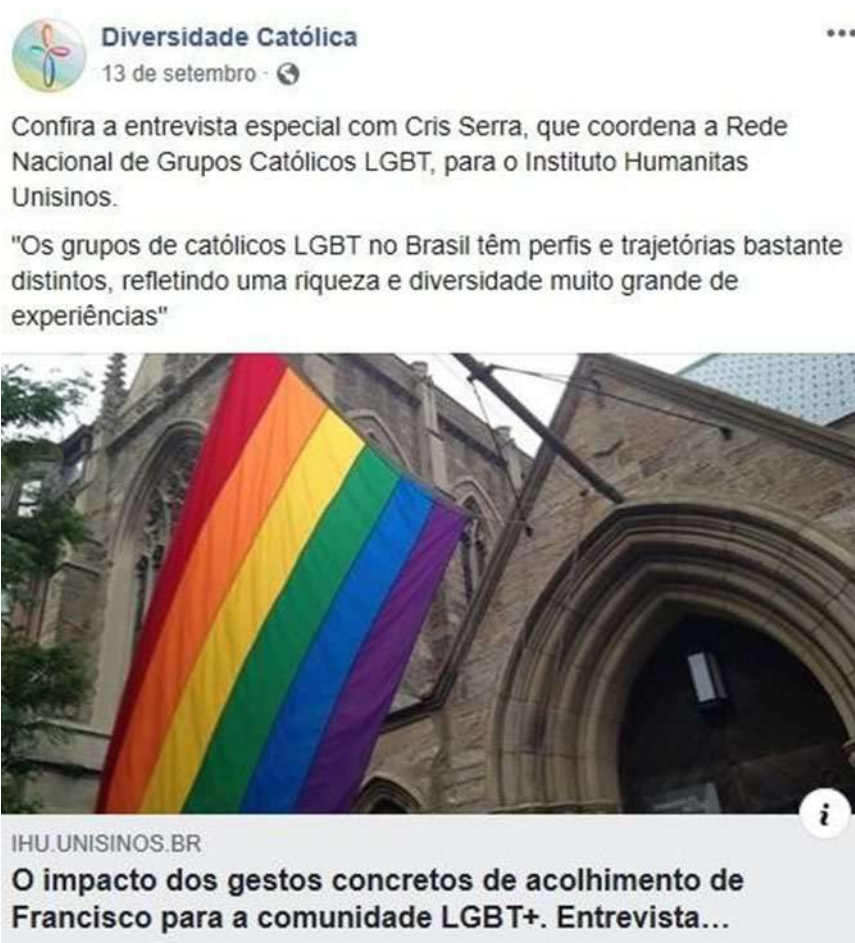 Diversidade Católica
13 de setembro ·
Confira a entrevista especial com Cris Serra, que coordena a Rede
Nacional de Grupos Católicos LGBT, para o Instituto Humanitas
Unisinos.
"Os grupos de católicos LGBT no Brasil têm perfis e trajetórias bastante
distintos, refletindo uma riqueza e diversidade muito grande de
experiências"
i
IHU.UNISINOS.BR
O impacto dos gestos concretos de acolhimento de
Francisco para a comunidade LGBT+. Entrevista...